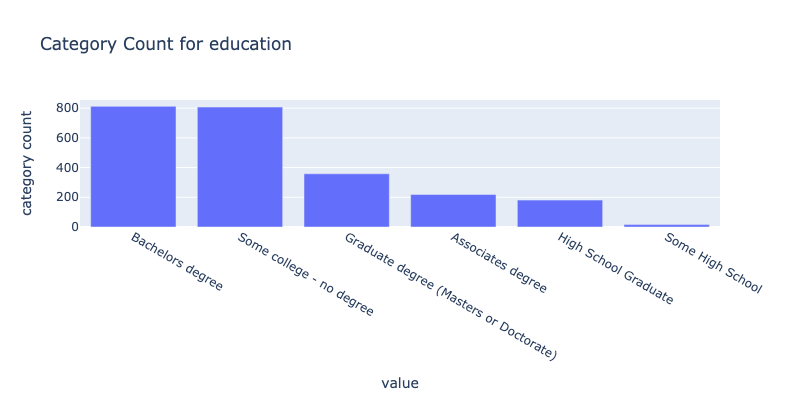 Category Count for education
category count
800
600
400
200
0
Bachelors degree
Some college - no degree
Graduate degree (Masters or Doctorate)
Associates degree
High School Graduate
Some High School
value